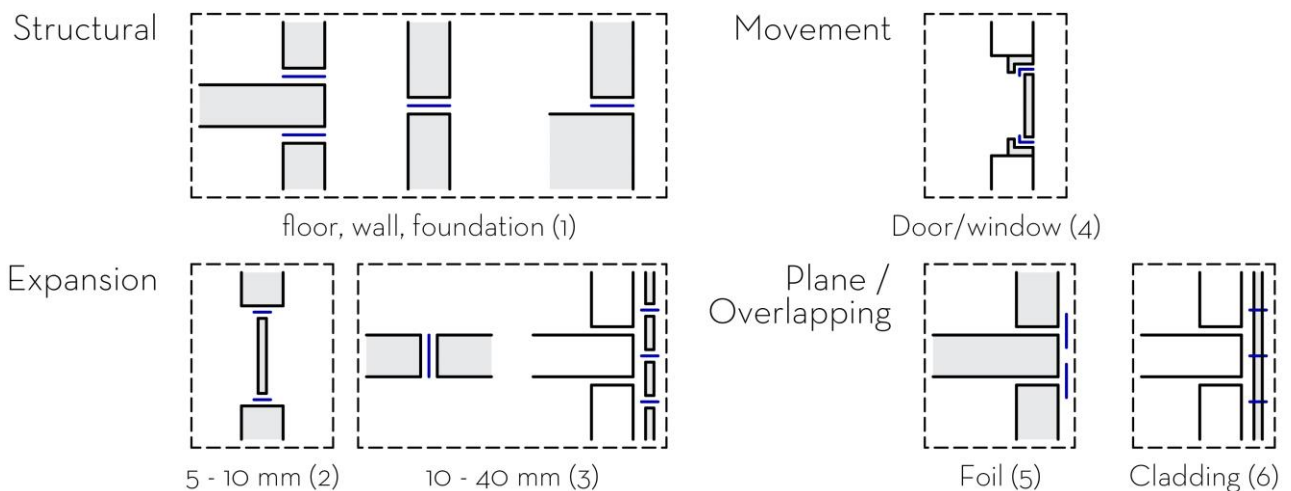 Structural
Movement
floor, wall, foundation (1)
Door/window (4)
Expansion
Plane /
Overlapping
5 - 10 mm (2)
10 - 40 mm (3)
Foil (5)
Cladding (6)